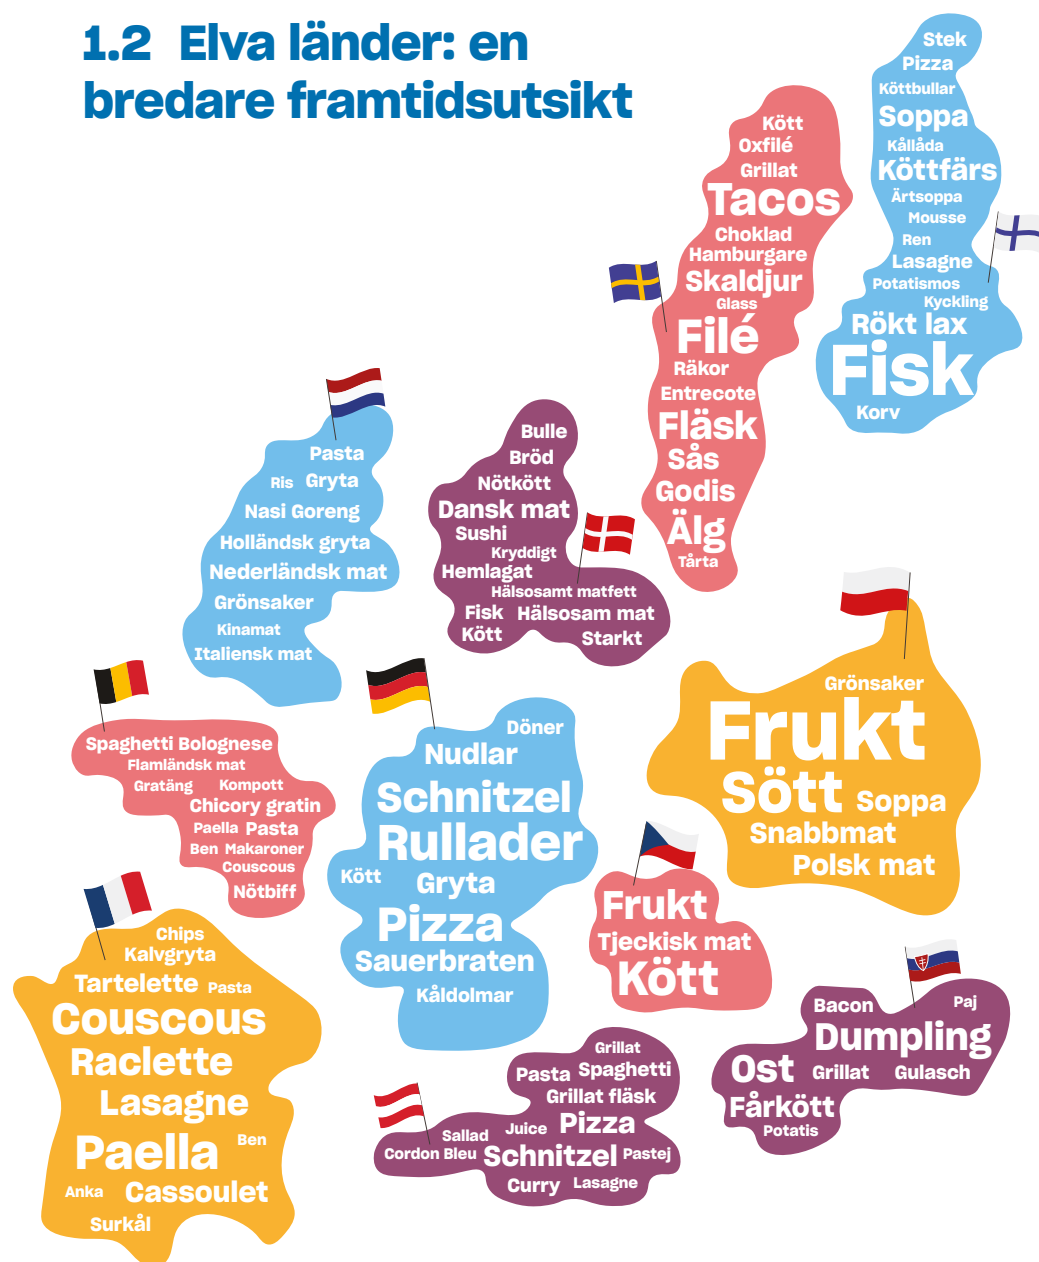 1.2 Elva länder: en
bredare framtidsutsikt
Stek
Pizza
Köttbullar
Soppa
Kållåda
Köttfärs
Ärtsoppa
Mousse
Ren
Lasagne
Potatismos
Kyckling
Rökt lax
Fisk
Korv
Kött
Oxfilé
Grillat
Tacos
Choklad
Hamburgare
Skaldjur
Glass
Filé
Räkor
Entrecote
Fläsk
Sås
Godis
Älg
Tårta
Pasta
Ris Gryta
Nasi Goreng
Holländsk gryta
Nederländsk mat
Grönsaker
Kinamat
Italiensk mat
Bulle
Bröd
Nötkött
Dansk mat
Sushi
Kryddigt
Hemlagat
Hälsosamt matfett
Fisk Hälsosam mat
Kött Starkt
Grönsaker
Frukt
Sött Soppa
Snabbmat
Polsk mat
Spaghetti Bolognese
Flamländsk mat
Gratäng Kompott
Chicory gratin
Paella Pasta
Ben Makaroner
Couscous
Nötbiff
Döner
Nudlar
Schnitzel
Rullader
Kött Gryta
Pizza
Sauerbraten
Kåldolmar
Frukt
Tjeckisk mat
Kött
Chips
Kalvgryta
Tartelette Pasta
Couscous
Raclette
Lasagne
Paella Ben
Anka Cassoulet
Surkål
Grillat
Pasta Spaghetti
Grillat fläsk
Sallad Juice Pizza
Cordon Bleu Schnitzel Pastej
Curry Lasagne
Bacon Paj
Dumpling
Ost Grillat Gulasch
Fårkött
Potatis